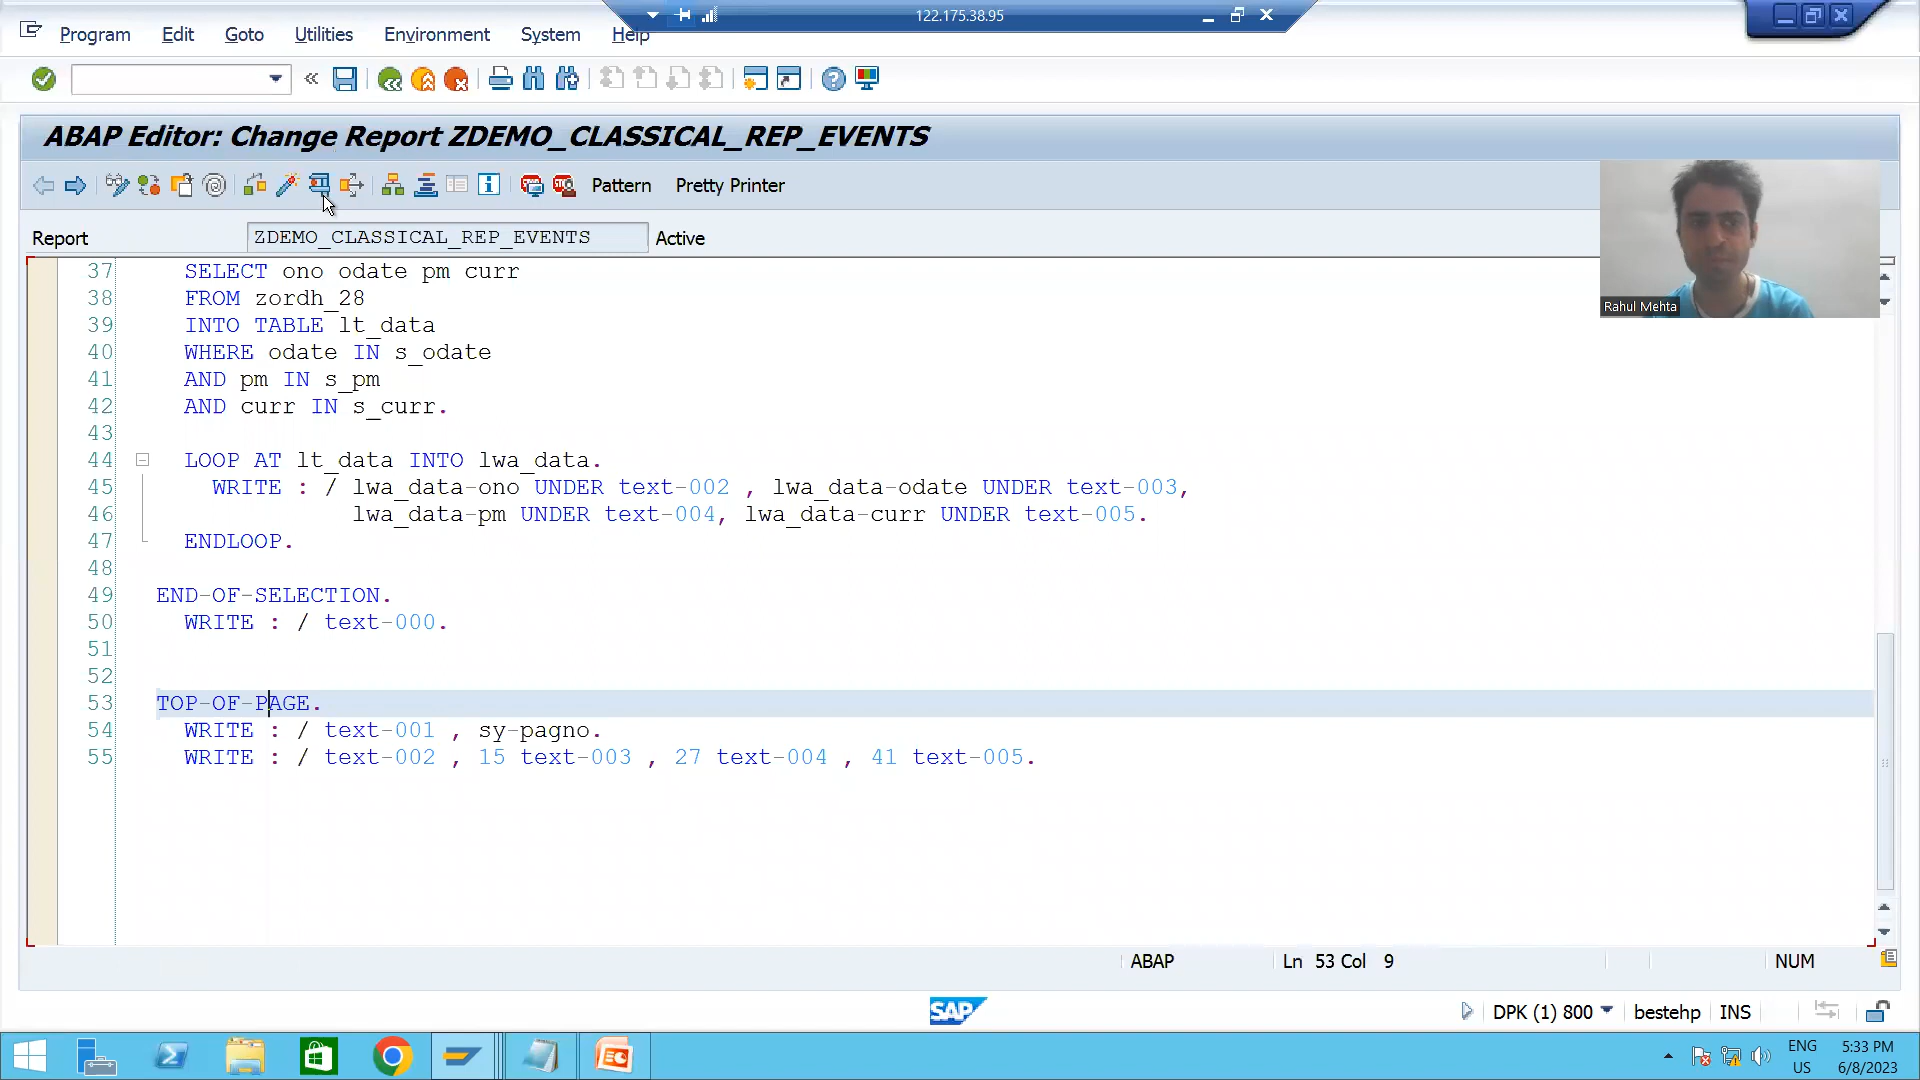 122.175.38.95
Program Edit Goto Utilities Environment System Help
ABAP Editor: Change Report ZDEMO_CLASSICAL_REP_EVENTS
Pattern Pretty Printer
Report ZDEMO_CLASSICAL_REP_EVENTS Active
Rahul Mehta
37 SELECT ono odate pm curr
38 FROM zordh_28
39 INTO TABLE lt_data
40 WHERE odate IN s_odate
41 AND pm IN s_pm
42 AND curr IN s_curr.
43
44 LOOP AT lt_data INTO lwa_data.
45 WRITE : / lwa_data-ono UNDER text-002 , lwa_data-odate UNDER text-003,
46 lwa_data-pm UNDER text-004, lwa_data-curr UNDER text-005.
47 ENDLOOP.
48
49 END-OF-SELECTION.
50 WRITE : / text-000.
51
52
53 TOP-OF-PAGE.
54 WRITE : / text-001 , sy-pagno.
55 WRITE : / text-002 , 15 text-003 , 27 text-004 , 41 text-005.
ABAP Ln 53 Col 9 NUM
SAP DPK (1) 800 bestehp INS
ENG 5:33 PM
US 6/8/2023